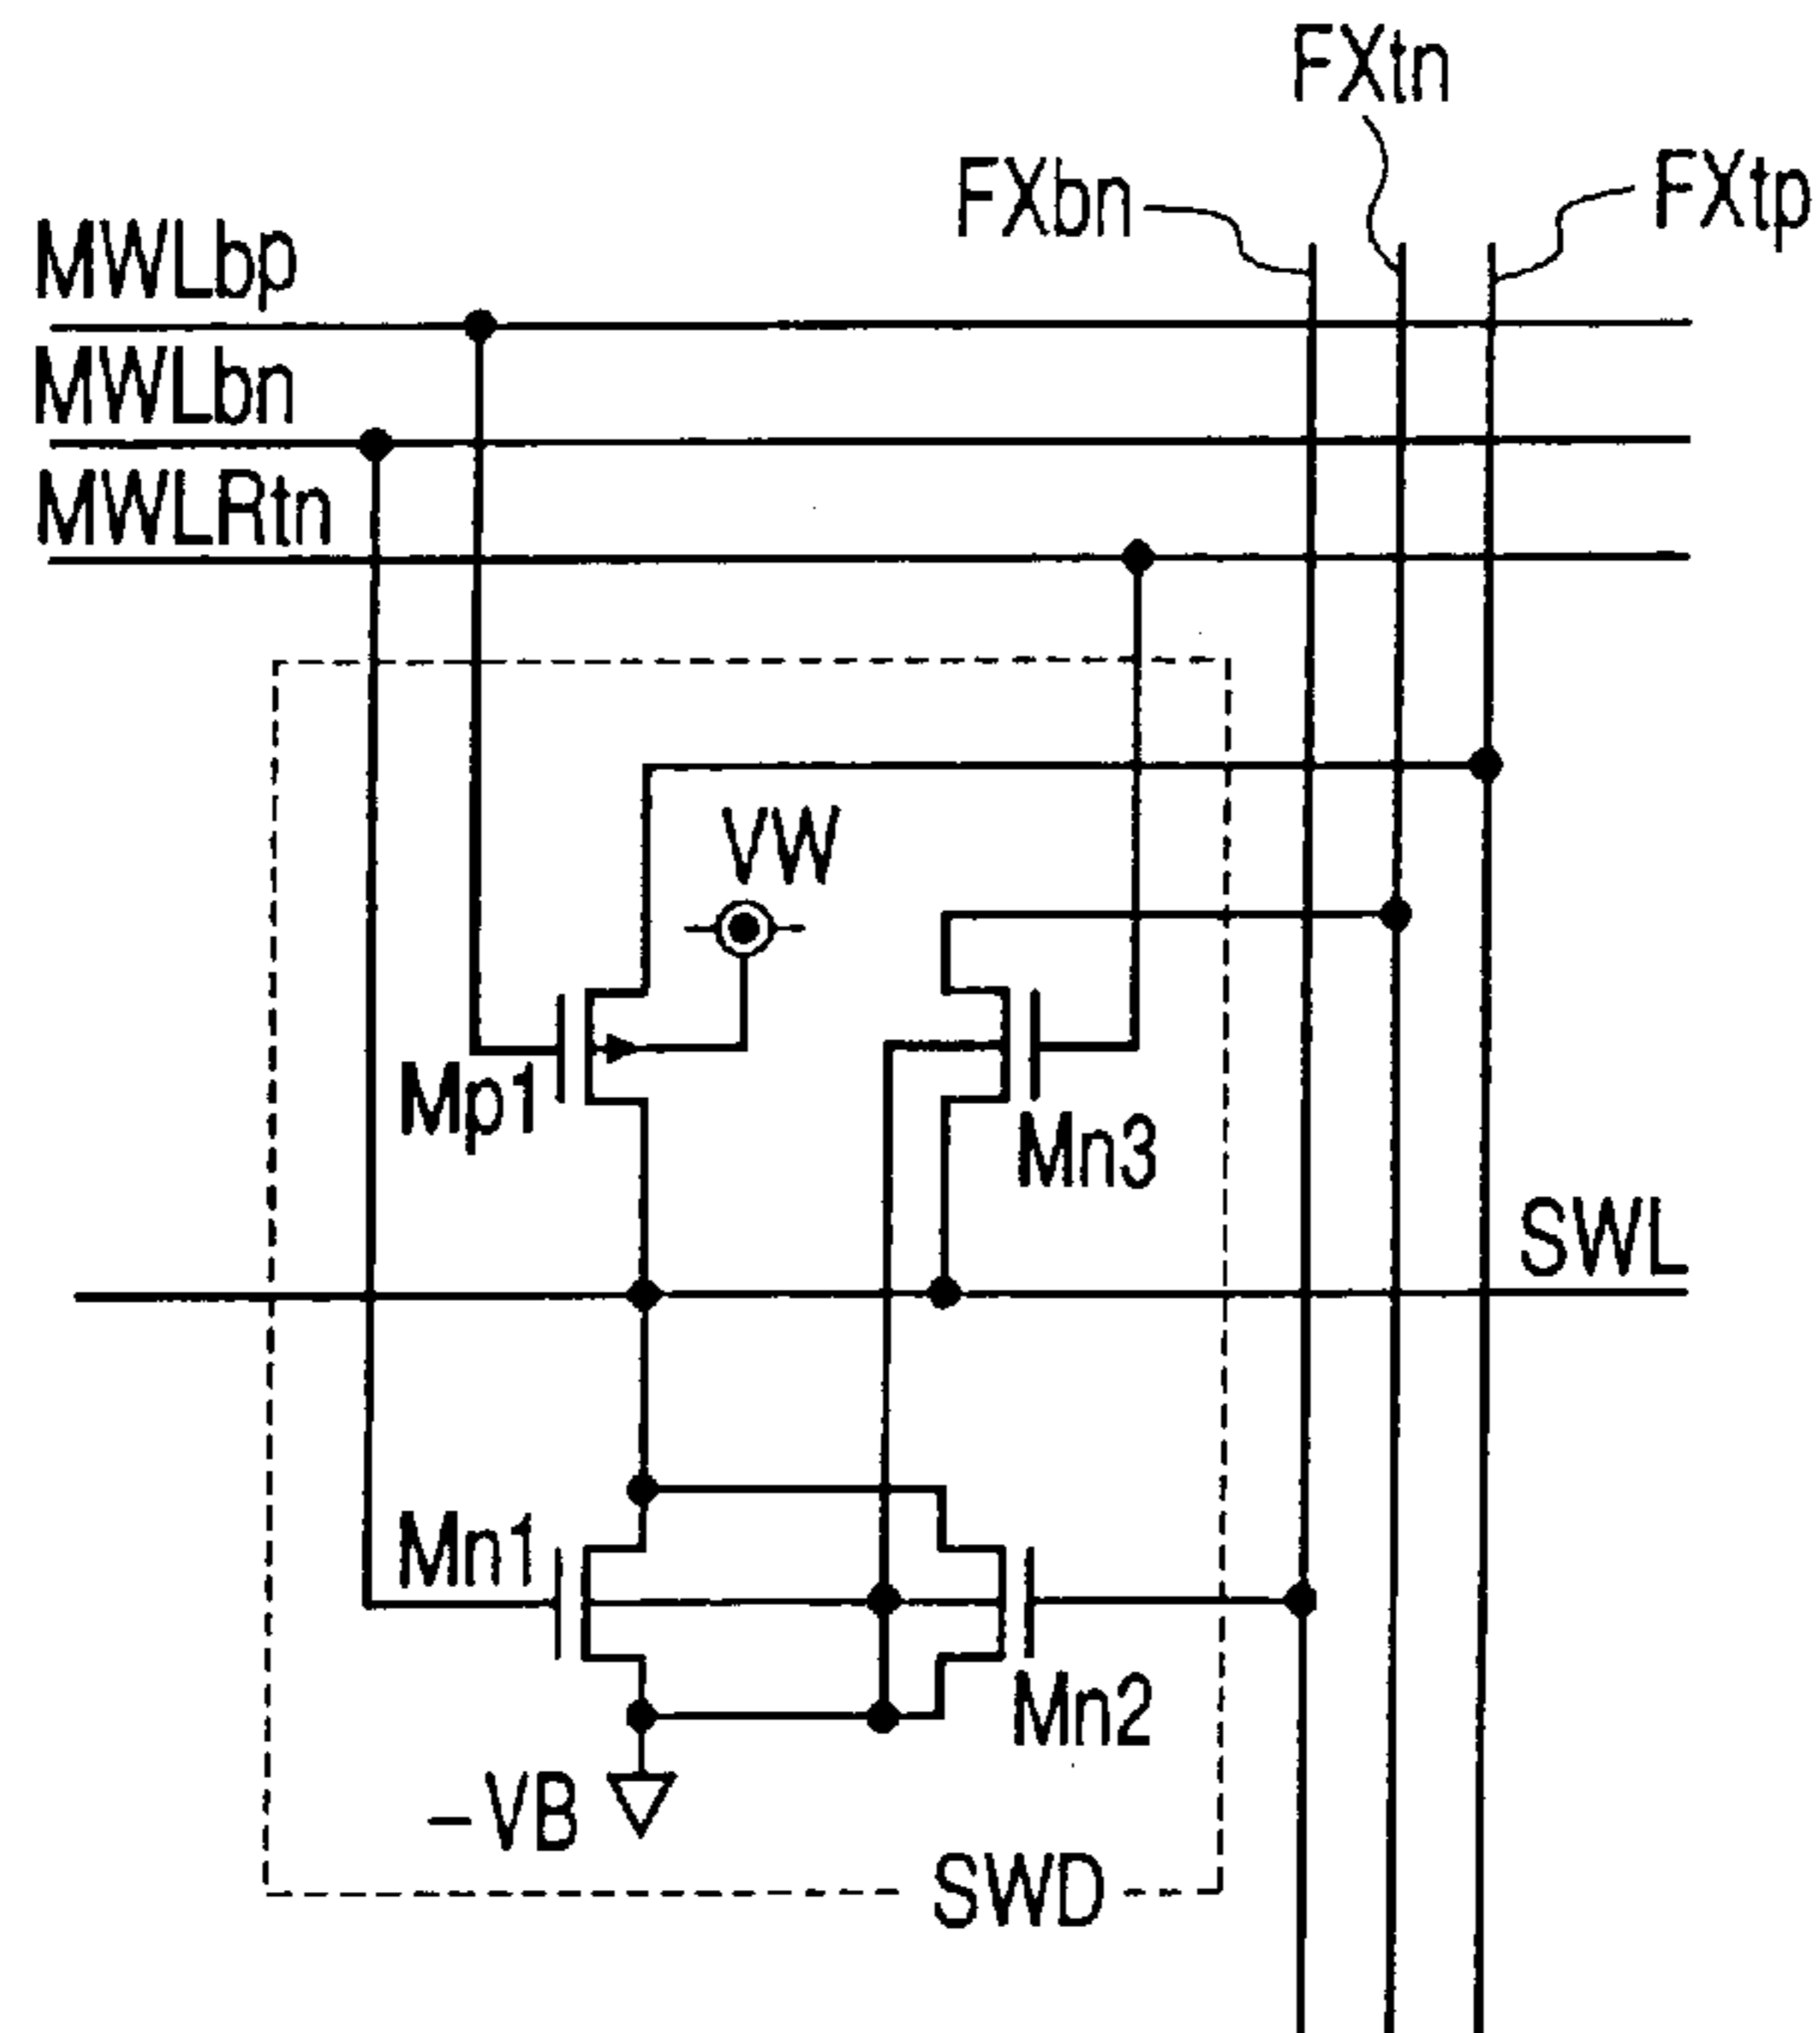 FXtn
FXbn
FXtp
MWLbp
MWLbn
MWLRtn
VW
Mp1
Mn3
SWL
Mn1
Mn2
-VB
SWD